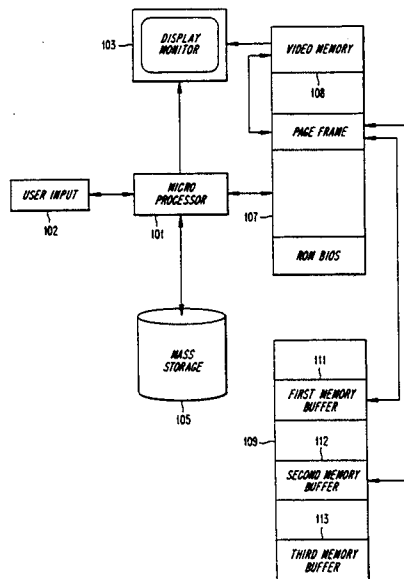 103
DISPLAY
MONITOR
VIDEO MEMORY
108
PAGE FRAME
USER INPUT
102
MICRO
PROCESSOR
101
107
ROM BIOS
MASS
STORAGE
105
111
FIRST MEMORY
BUFFER
109
112
SECOND MEMORY
BUFFER
113
THIRD MEMORY
BUFFER